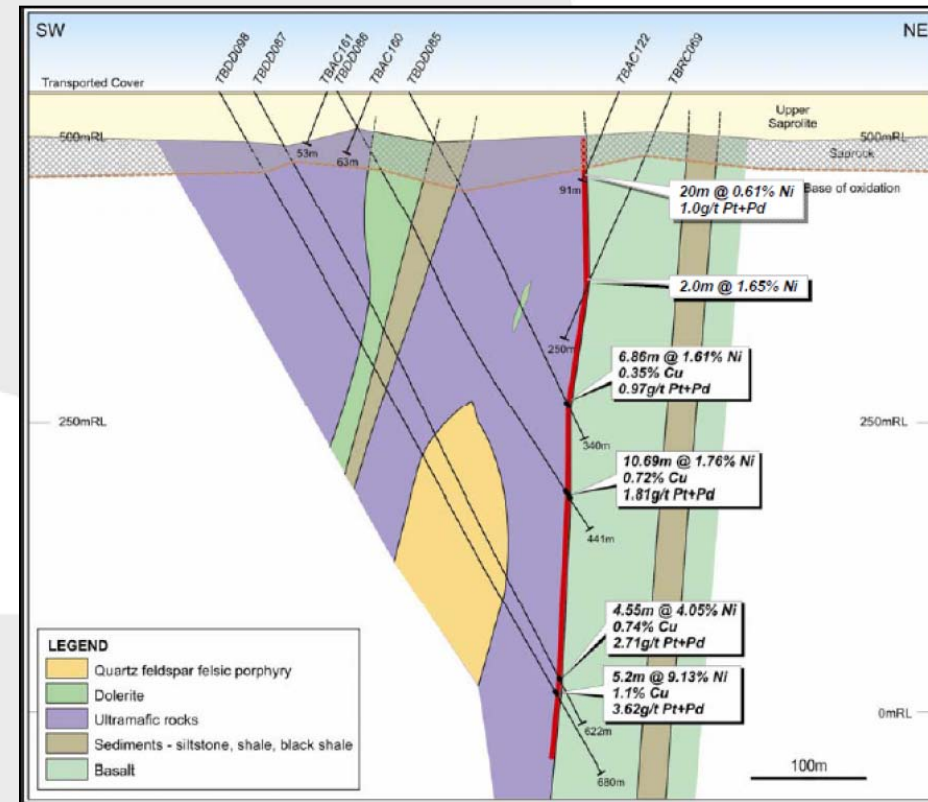 SW
NE
TBDD098
TBDD087
TBAC161
TBDD086
TBAC160
TBDD085
TBAC122
TBRC069
Transported Cover
Upper
Saprolite
500mRL
500mRL
Saprock
53m
63m
91m
Base of oxidation
20m @ 0.61% Ni
1.0g/t Pt+Pd
2.0m @ 1.65% Ni
250m
6.86m @ 1.61% Ni
0.35% Cu
0.97g/t Pt+Pd
250mRL
250mRL
340m
10.69m @ 1.76% Ni
0.72% Cu
1.81g/t Pt+Pd
441m
4.55m @ 4.05% Ni
0.74% Cu
2.71g/t Pt+Pd
5.2m @ 9.13% Ni
1.1% Cu
3.62g/t Pt+Pd
0mRL
622m
680m
100m
LEGEND
Quartz feldspar felsic porphyry
Dolerite
Ultramafic rocks
Sediments - siltstone, shale, black shale
Basalt